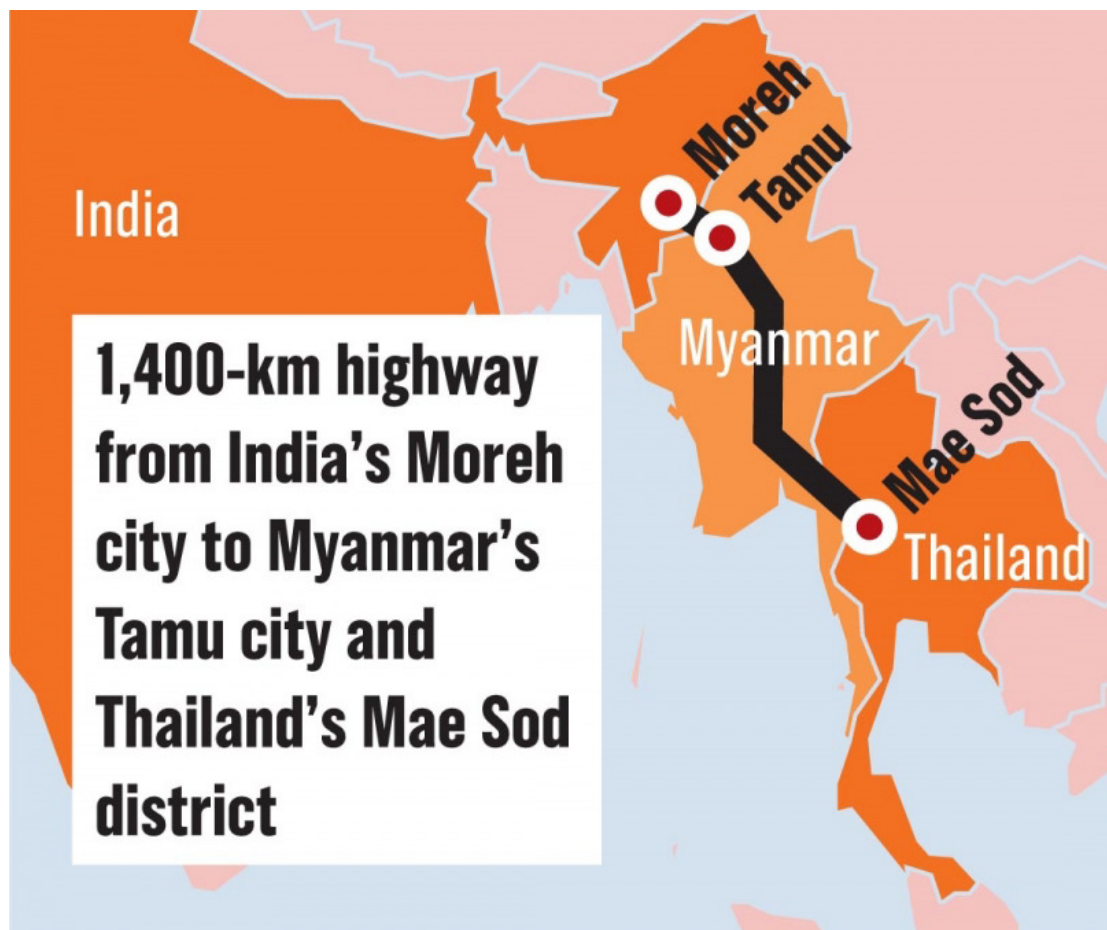 Moreh
Tamu
India
Myanmar
1,400-km highway
from India’s Moreh
city to Myanmar’s
Tamu city and
Thailand’s Mae Sod
district
Mae Sod
Thailand